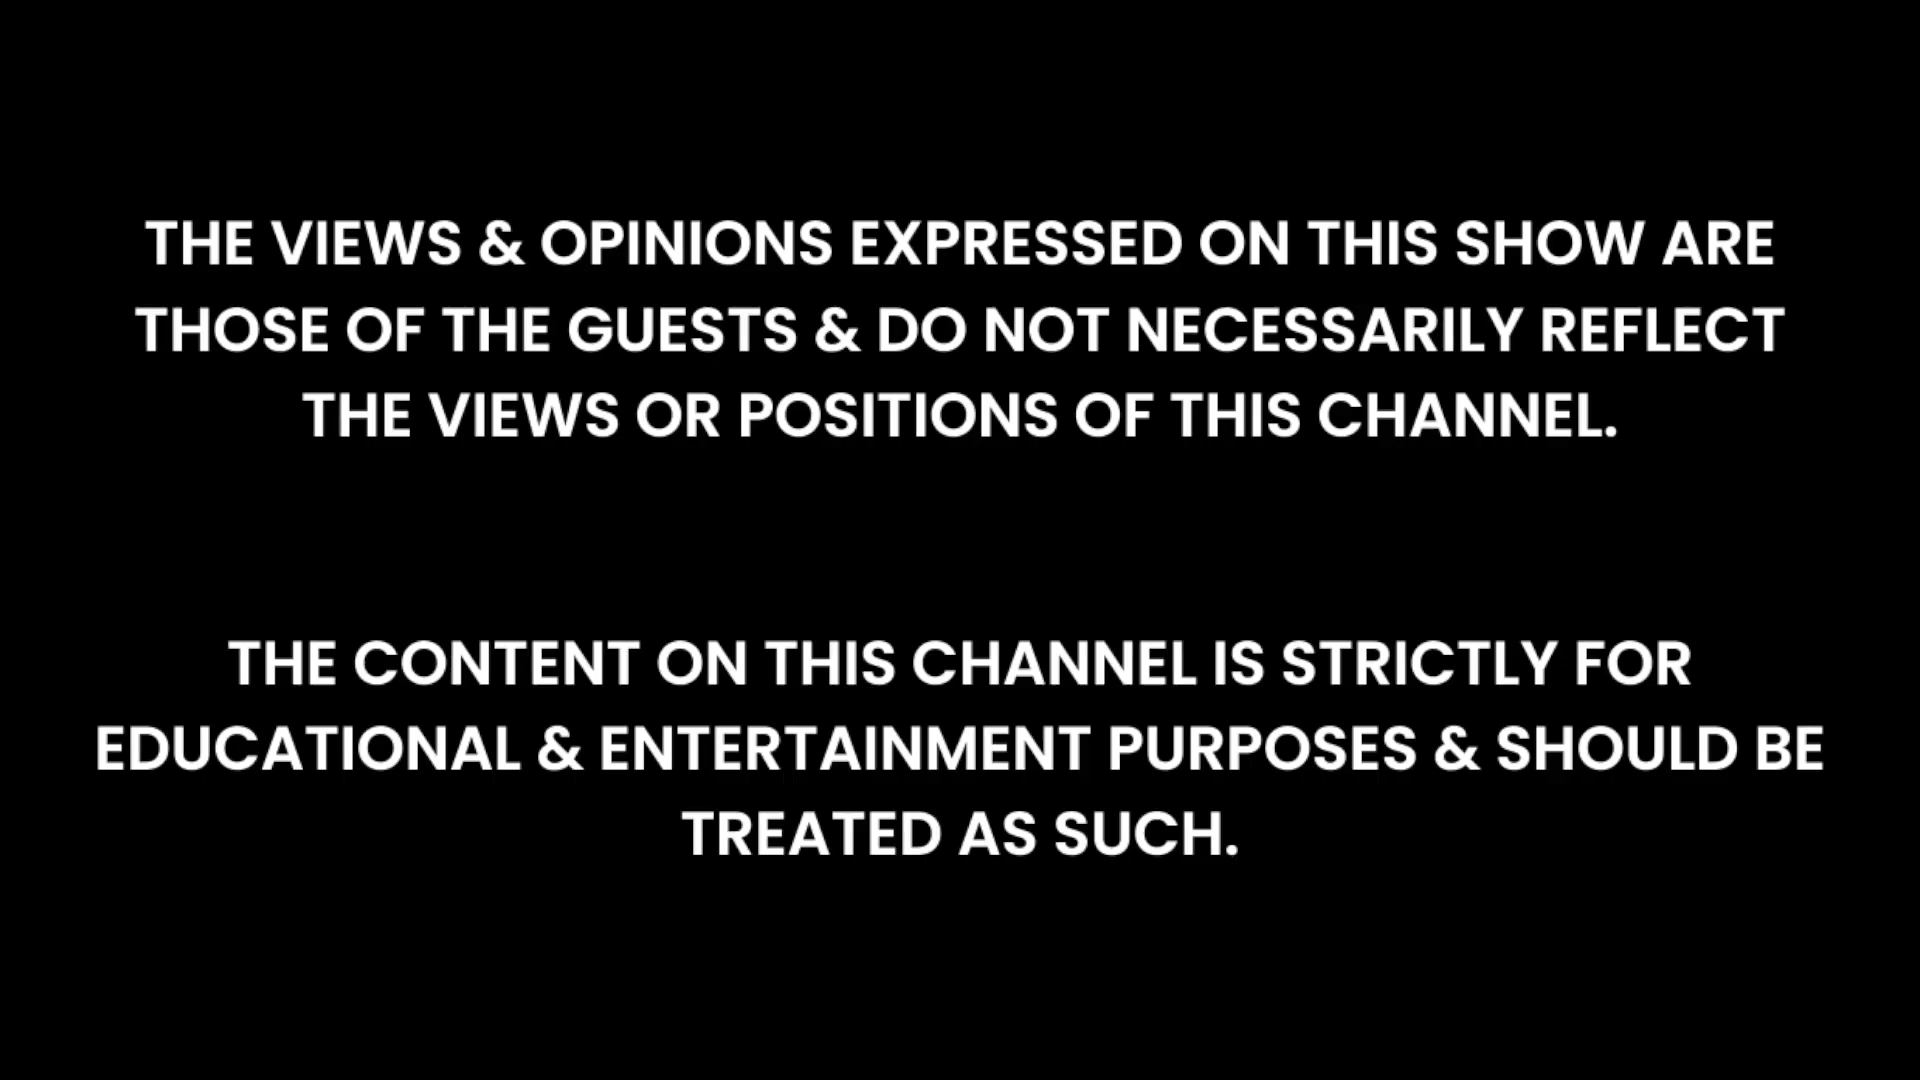 THE VIEWS & OPINIONS EXPRESSED ON THIS SHOW ARE
THOSE OF THE GUESTS & DO NOT NECESSARILY REFLECT
THE VIEWS OR POSITIONS OF THIS CHANNEL.
THE CONTENT ON THIS CHANNEL IS STRICTLY FOR
EDUCATIONAL & ENTERTAINMENT PURPOSES & SHOULD BE
TREATED AS SUCH.